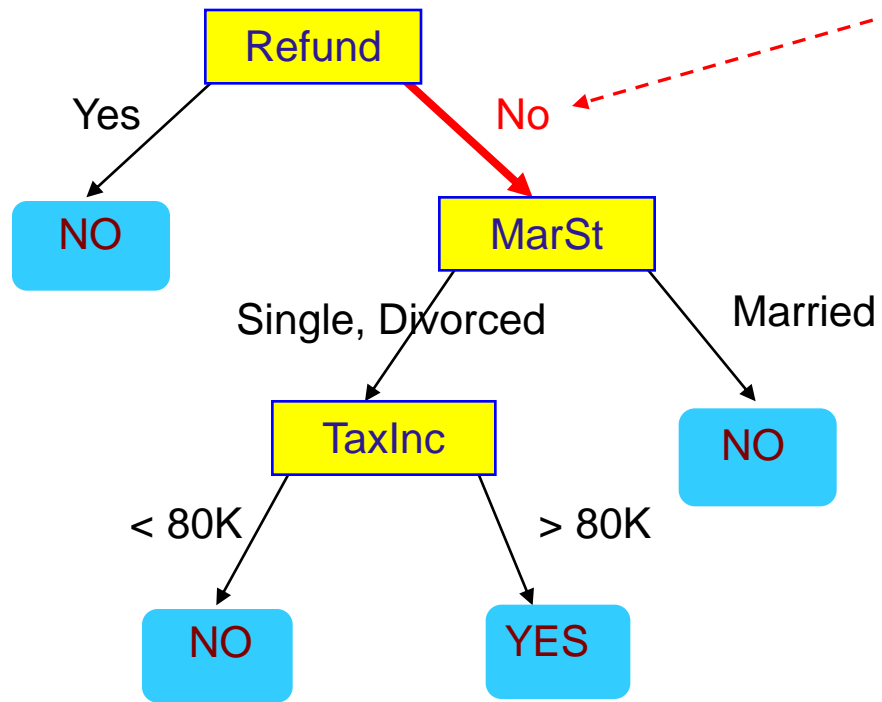 Refund
Yes
No
NO
MarSt
Single, Divorced
Married
TaxInc
NO
< 80K
> 80K
NO
YES